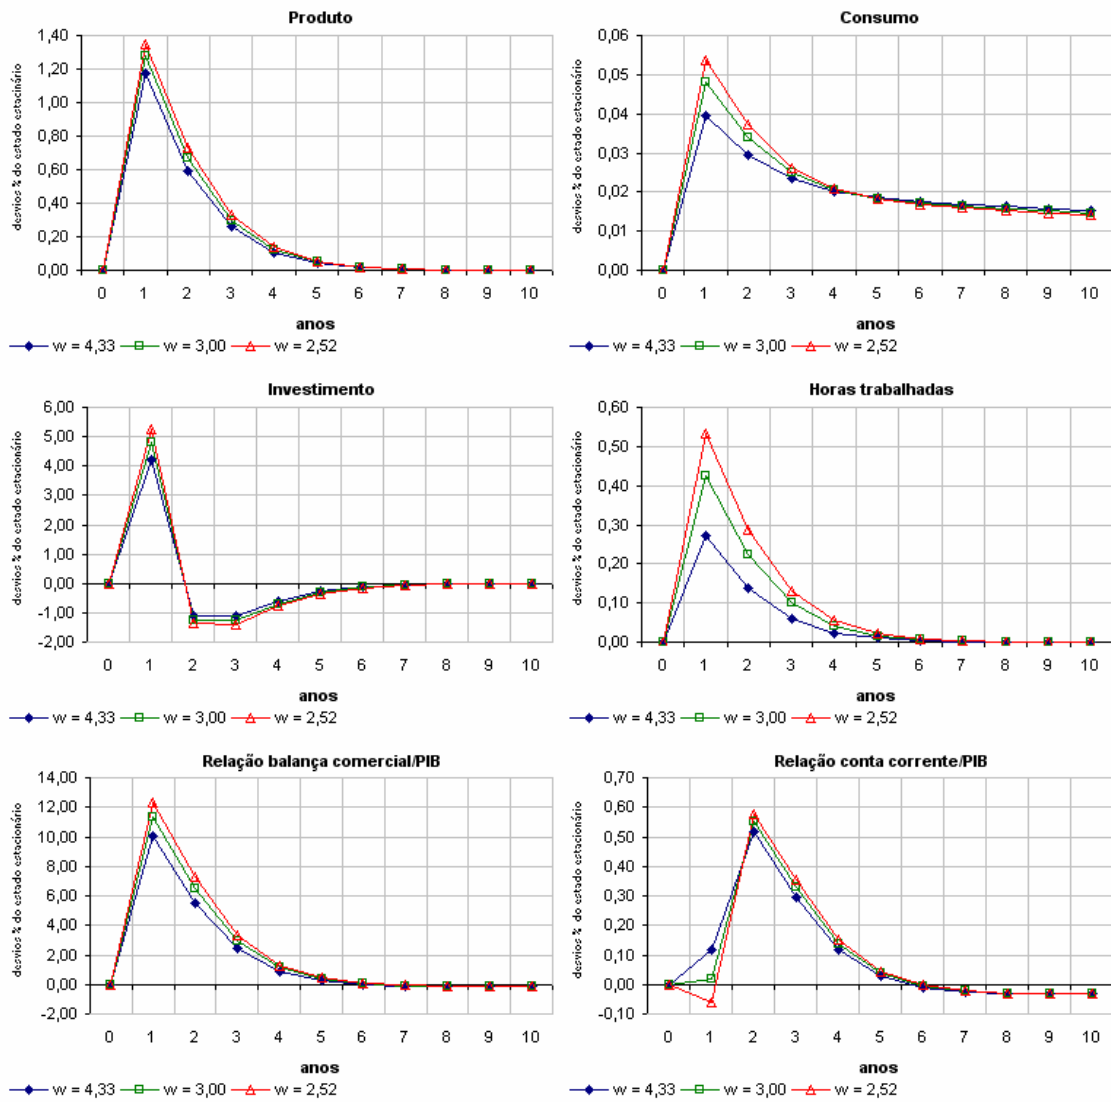 Produto
desvios % do estado estacinário
1,40
1,20
1,00
0,80
0,60
0,40
0,20
0,00
0 1 2 3 4 5 6 7 8 9 10
anos
w = 4,33 w = 3,00 w = 2,52
Consumo
desvios % do estado estacionário
0,06
0,05
0,04
0,03
0,02
0,01
0,00
0 1 2 3 4 5 6 7 8 9 10
anos
w = 4,33 w = 3,00 w = 2,52
Investimento
desvios % do estado estacionário
6,00
5,00
4,00
3,00
2,00
1,00
0,00
-1,00
-2,00
0 1 2 3 4 5 6 7 8 9 10
anos
w = 4,33 w = 3,00 w = 2,52
Horas trabalhadas
desvios % do estado estacionário
0,60
0,50
0,40
0,30
0,20
0,10
0,00
0 1 2 3 4 5 6 7 8 9 10
anos
w = 4,33 w = 3,00 w = 2,52
Relação balança comercial/PIB
desvios % do estado estacionário
14,00
12,00
10,00
8,00
6,00
4,00
2,00
0,00
-2,00
0 1 2 3 4 5 6 7 8 9 10
anos
w = 4,33 w = 3,00 w = 2,52
Relação conta corrente/PIB
desvios % do estado estacionário
0,70
0,60
0,50
0,40
0,30
0,20
0,10
0,00
-0,10
0 1 2 3 4 5 6 7 8 9 10
anos
w = 4,33 w = 3,00 w = 2,52